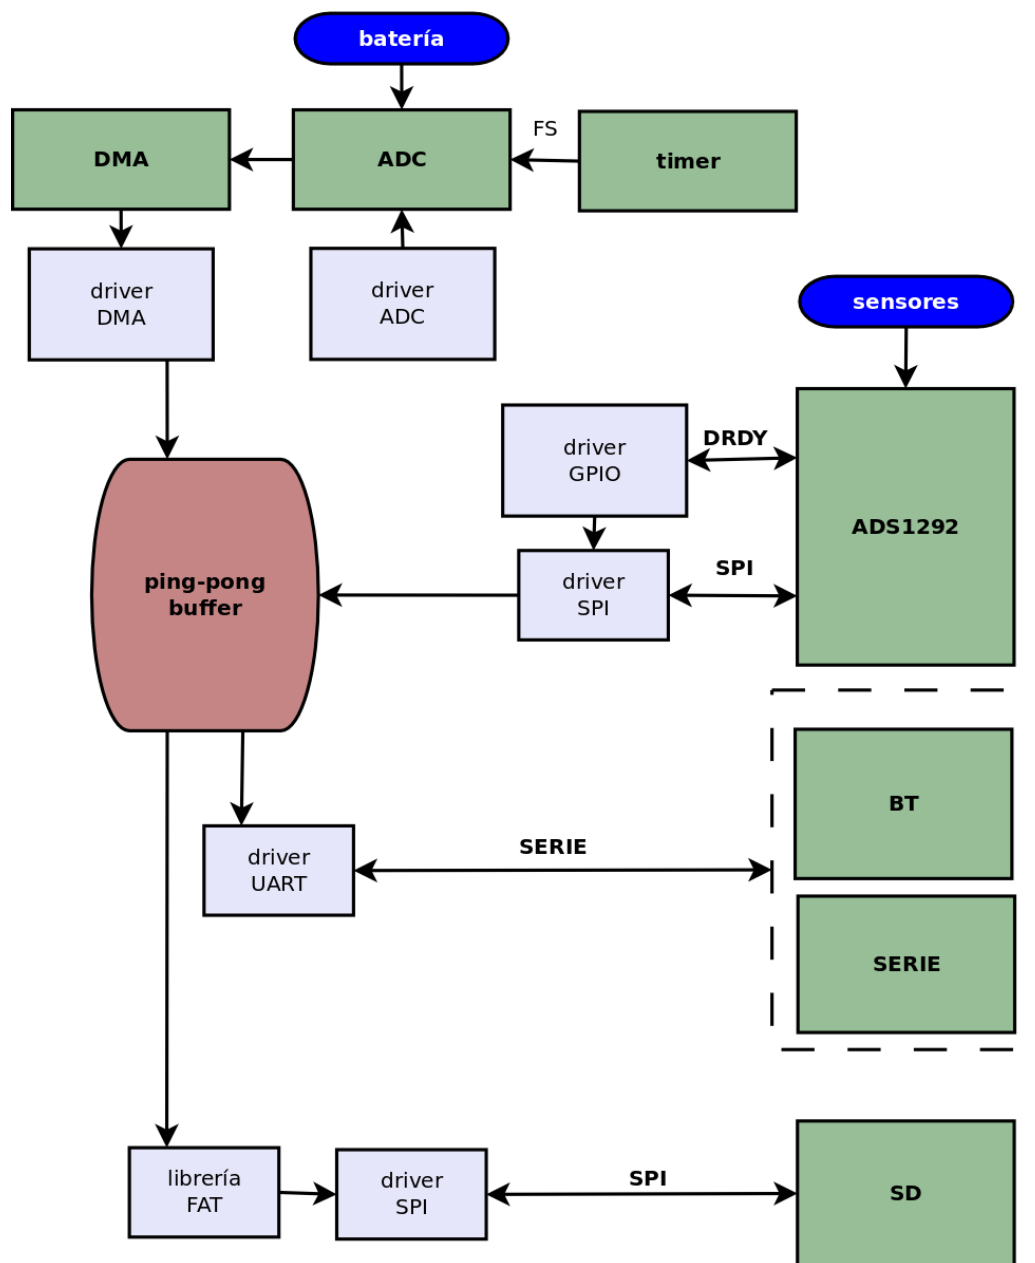 batería
DMA
ADC
FS
timer
driver
DMA
driver
ADC
sensores
driver
GPIO
DRDY
ADS1292
driver
SPI
SPI
ping-pong
buffer
BT
driver
UART
SERIE
SERIE
librería
FAT
driver
SPI
SPI
SD